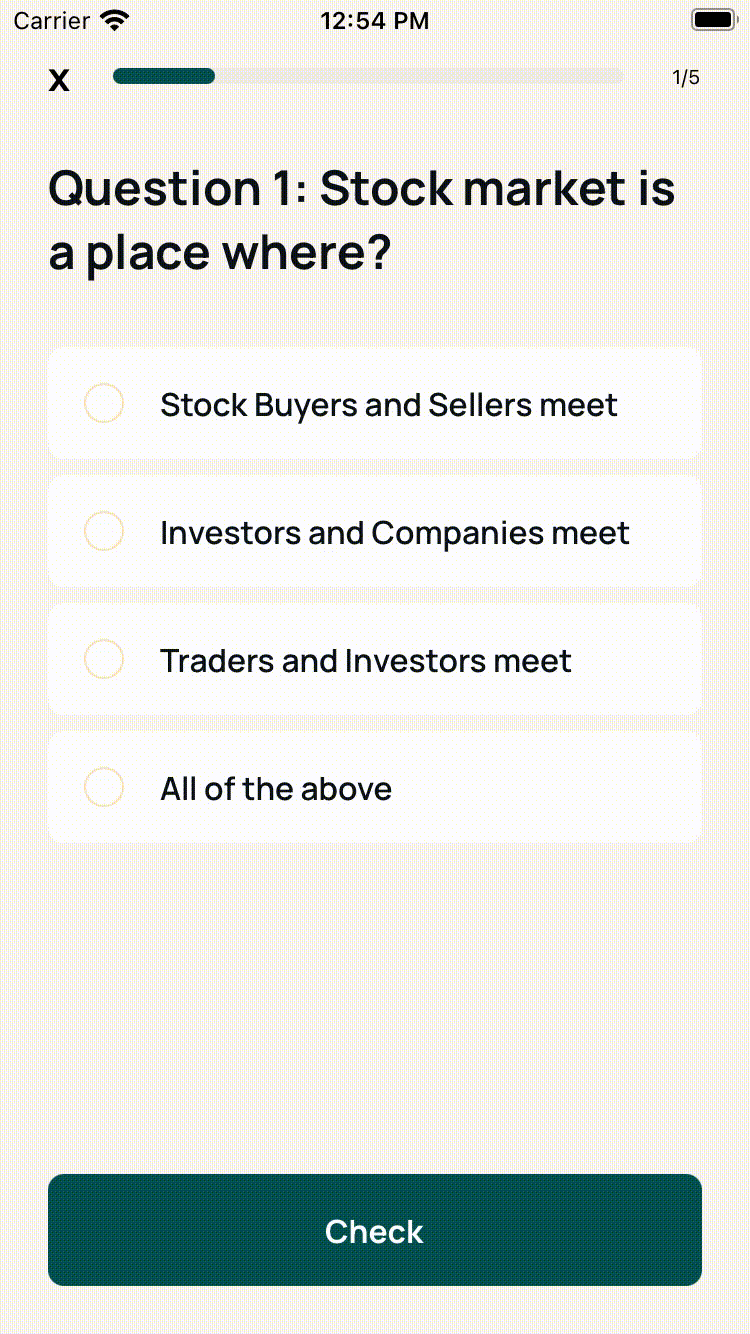 Carrier 12:54 PM
X 1/5
Question 1: Stock market is
a place where?
Stock Buyers and Sellers meet
Investors and Companies meet
Traders and Investors meet
All of the above
Check